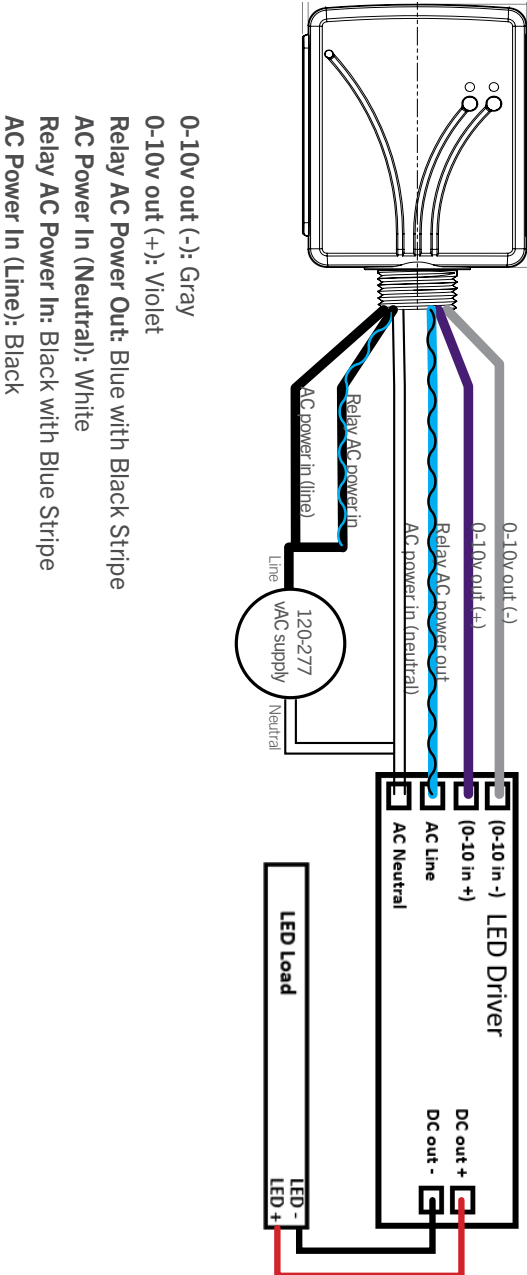 0-10v out (-): Gray
0-10v out (+): Violet
Relay AC Power Out: Blue with Black Stripe
AC Power In (Neutral): White
Relay AC Power In: Black with Blue Stripe
AC Power In (Line): Black
0-10v out (-)
0-10v out (+)
Relay AC power out
AC power in (neutral)
Relay AC power in
AC power in (line)
Line
120-277
vAC supply
Neutral
LED Driver
(0-10 in -)
(0-10 in +)
AC Line
AC Neutral
DC out +
DC out -
LED Load
LED -
LED +